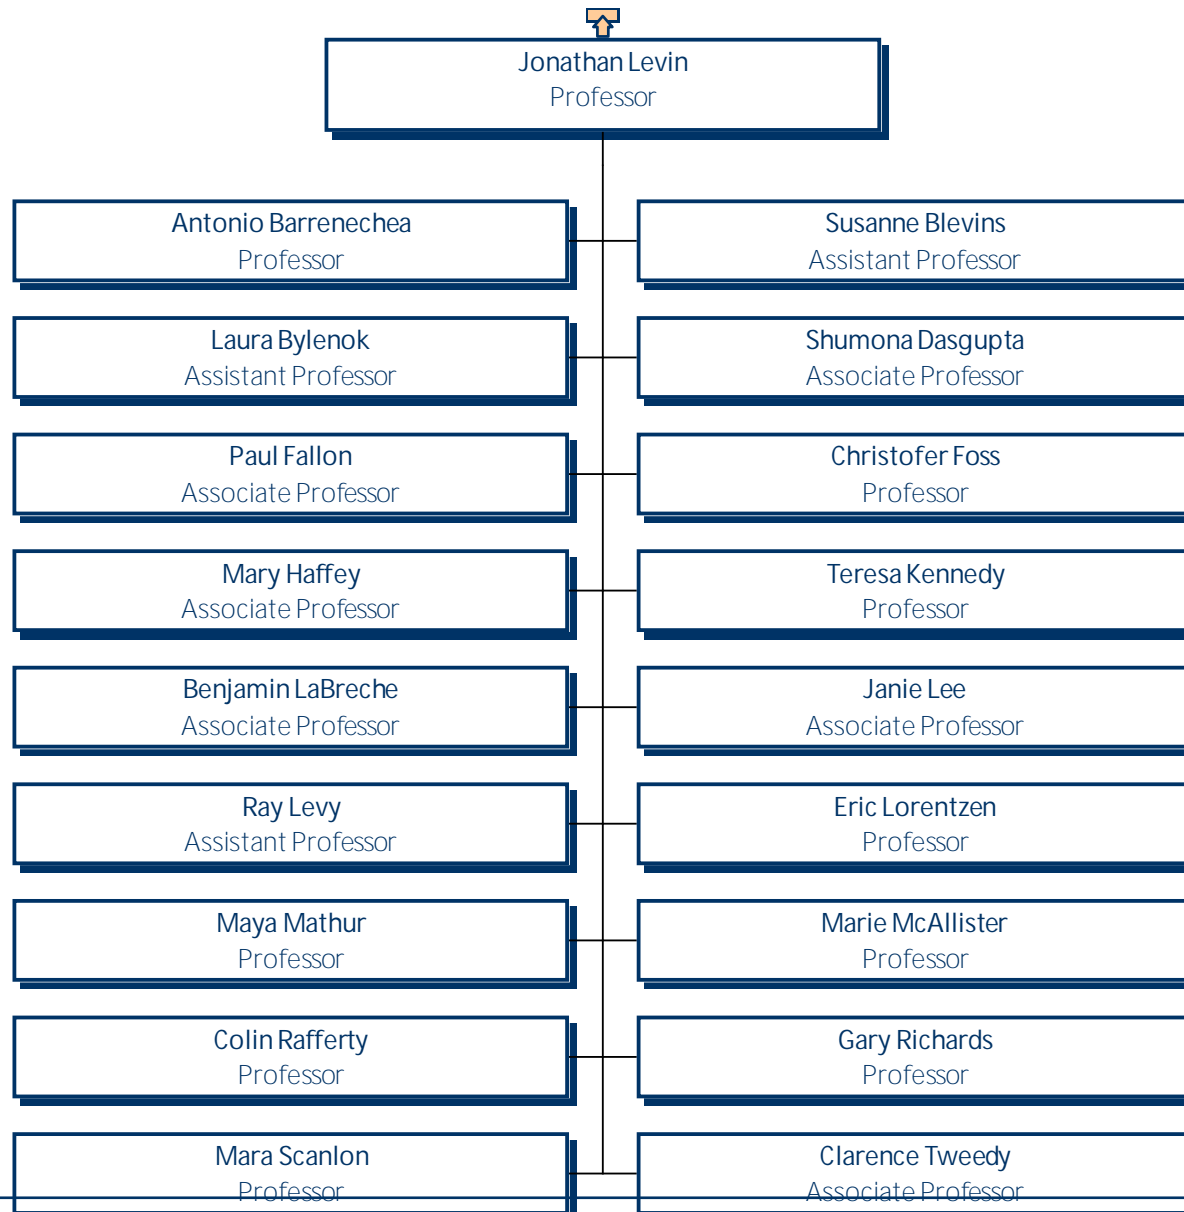 Jonathan Levin
Professor
Antonio Barrenechea
Professor
Susanne Blevins
Assistant Professor
Laura Bylenok
Assistant Professor
Shumona Dasgupta
Associate Professor
Paul Fallon
Associate Professor
Christofer Foss
Professor
Mary Haffey
Associate Professor
Teresa Kennedy
Professor
Benjamin LaBreche
Associate Professor
Janie Lee
Associate Professor
Ray Levy
Assistant Professor
Eric Lorentzen
Professor
Maya Mathur
Professor
Marie McAllister
Professor
Colin Rafferty
Professor
Gary Richards
Professor
Mara Scanlon
Professor
Clarence Tweedy
Associate Professor